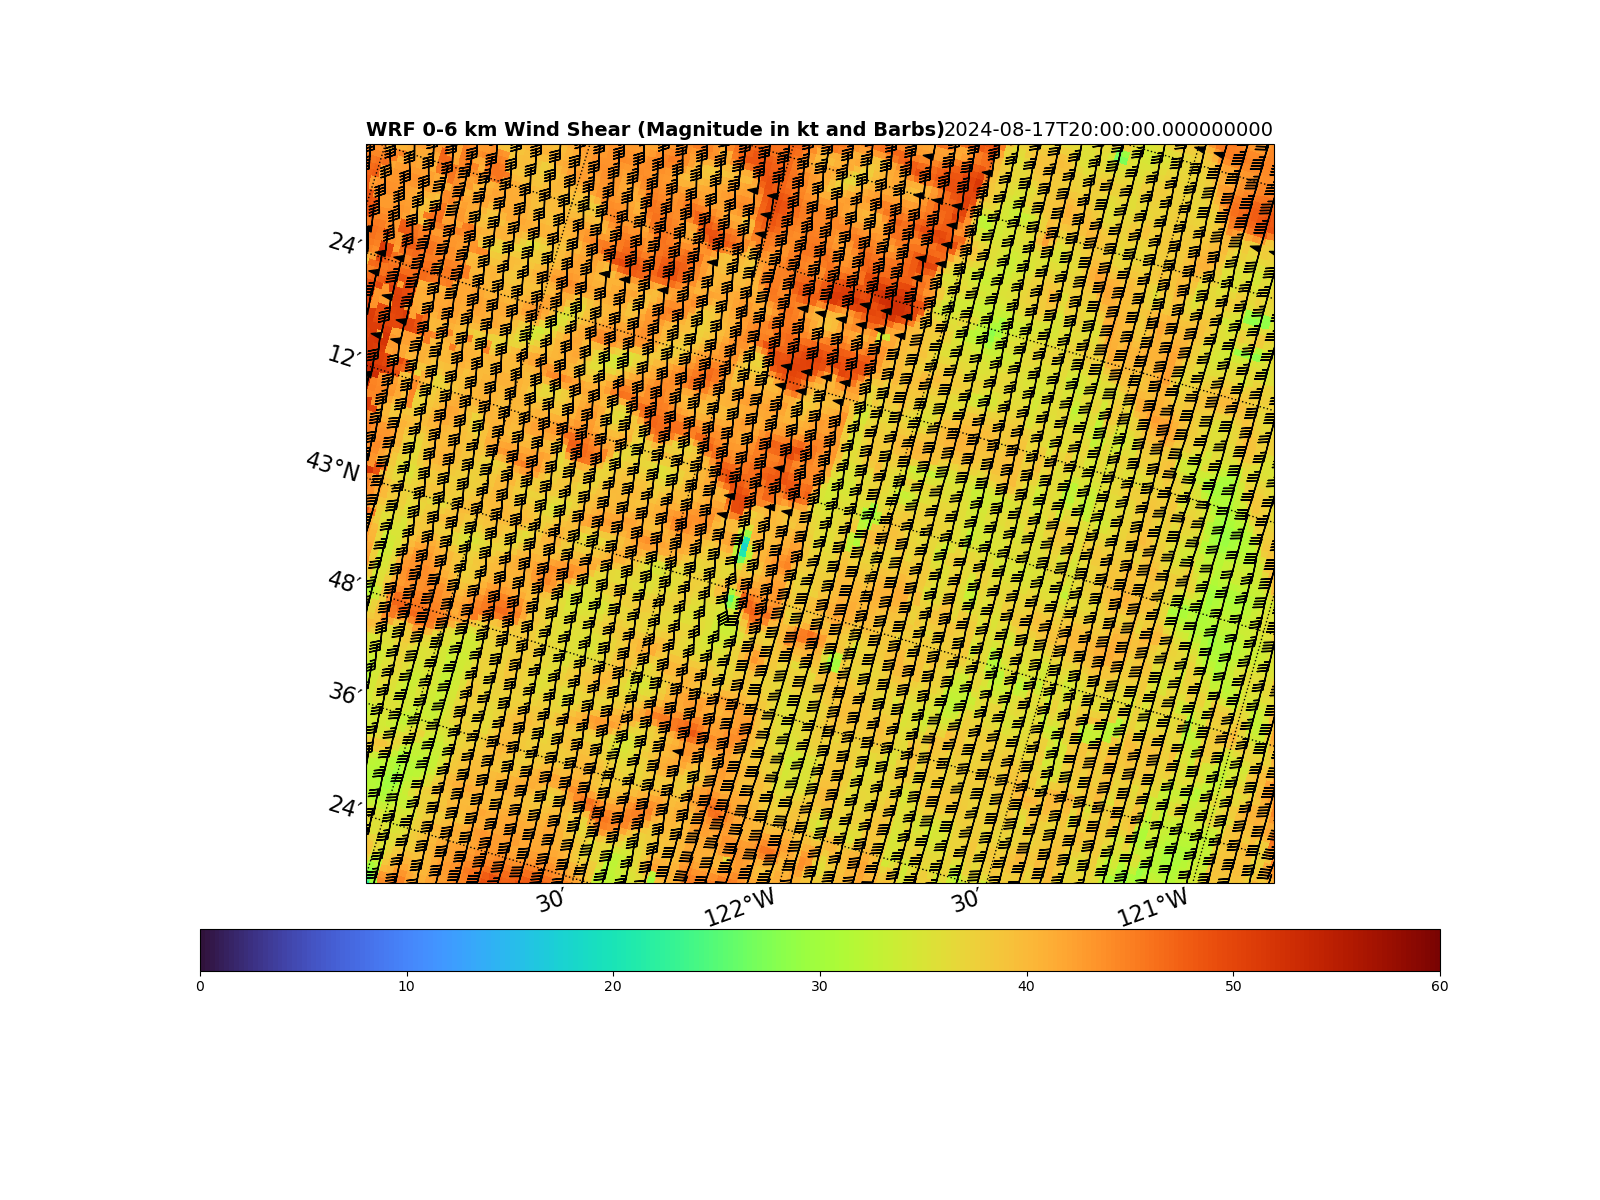 WRF 0-6 km Wind Shear (Magnitude in kt and Barbs) 2024-08-17T20:00:00.000000000
24′
12′
43°N
48′
36′
24′
30′ 122°W 30′ 121°W
0 10 20 30 40 50 60